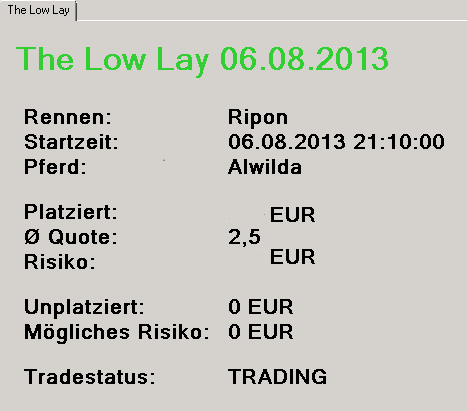 The Low Lay
The Low Lay 06.08.2013
Rennen: Ripon
Startzeit: 06.08.2013 21:10:00
Pferd: Alwilda
Platziert: EUR
Ø Quote: 2,5
Risiko: EUR
Unplatziert: 0 EUR
Mögliches Risiko: 0 EUR
Tradestatus: TRADING